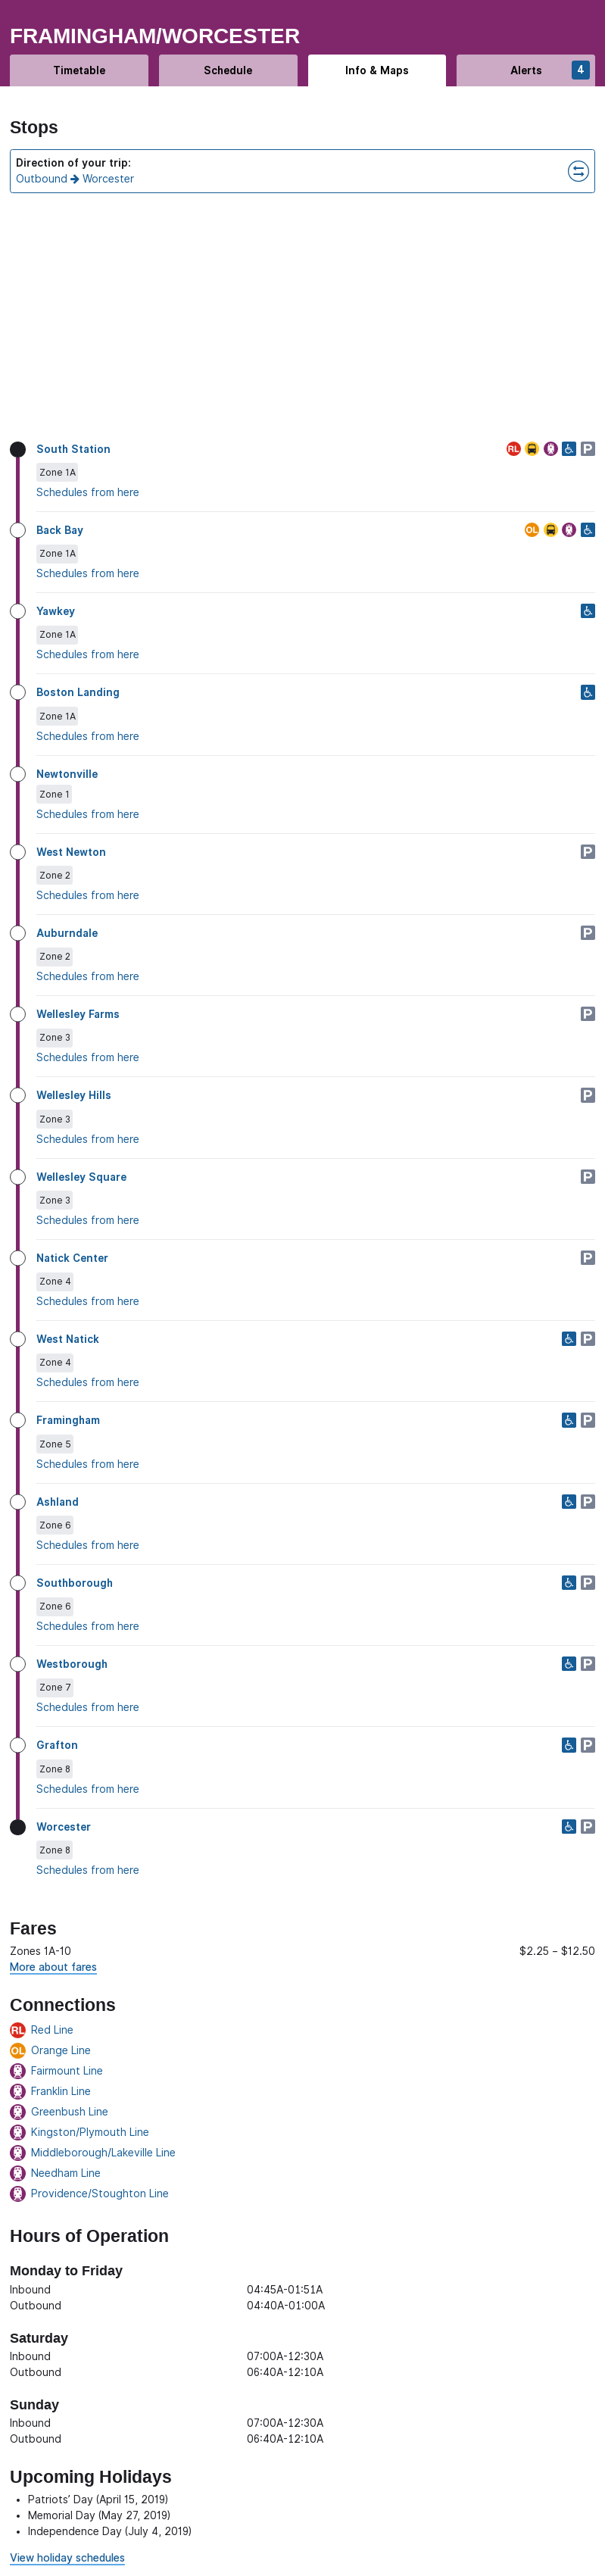 FRAMINGHAM/WORCESTER
Timetable
Schedule
Info & Maps
Alerts 4
Stops
Direction of your trip:
Outbound → Worcester
South Station RL P
Zone 1A
Schedules from here
Back Bay OL
Zone 1A
Schedules from here
Yawkey
Zone 1A
Schedules from here
Boston Landing
Zone 1A
Schedules from here
Newtonville
Zone 1
Schedules from here
West Newton P
Zone 2
Schedules from here
Auburndale P
Zone 2
Schedules from here
Wellesley Farms P
Zone 3
Schedules from here
Wellesley Hills P
Zone 3
Schedules from here
Wellesley Square P
Zone 3
Schedules from here
Natick Center P
Zone 4
Schedules from here
West Natick P
Zone 4
Schedules from here
Framingham P
Zone 5
Schedules from here
Ashland P
Zone 6
Schedules from here
Southborough P
Zone 6
Schedules from here
Westborough P
Zone 7
Schedules from here
Grafton P
Zone 8
Schedules from here
Worcester P
Zone 8
Schedules from here
Fares
Zones 1A-10 $2.25 – $12.50
More about fares
Connections
RL Red Line
OL Orange Line
Fairmount Line
Franklin Line
Greenbush Line
Kingston/Plymouth Line
Middleborough/Lakeville Line
Needham Line
Providence/Stoughton Line
Hours of Operation
Monday to Friday
Inbound 04:45A-01:51A
Outbound 04:40A-01:00A
Saturday
Inbound 07:00A-12:30A
Outbound 06:40A-12:10A
Sunday
Inbound 07:00A-12:30A
Outbound 06:40A-12:10A
Upcoming Holidays
• Patriots’ Day (April 15, 2019)
• Memorial Day (May 27, 2019)
• Independence Day (July 4, 2019)
View holiday schedules